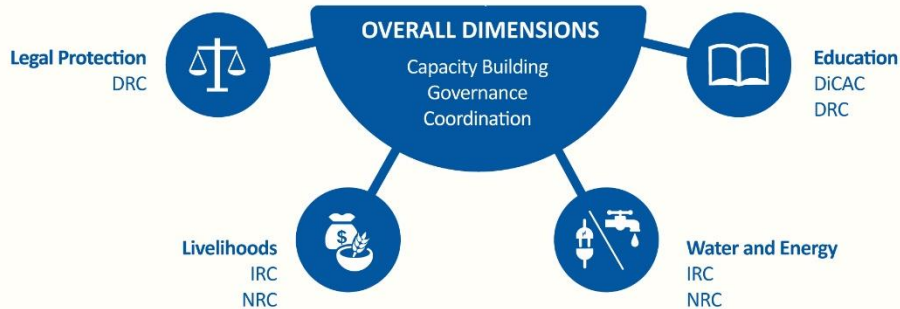 OVERALL DIMENSIONS
Capacity Building
Governance
Coordination
Legal Protection
DRC
Education
DiCAC
DRC
$
Livelihoods
IRC
NRC
Water and Energy
IRC
NRC